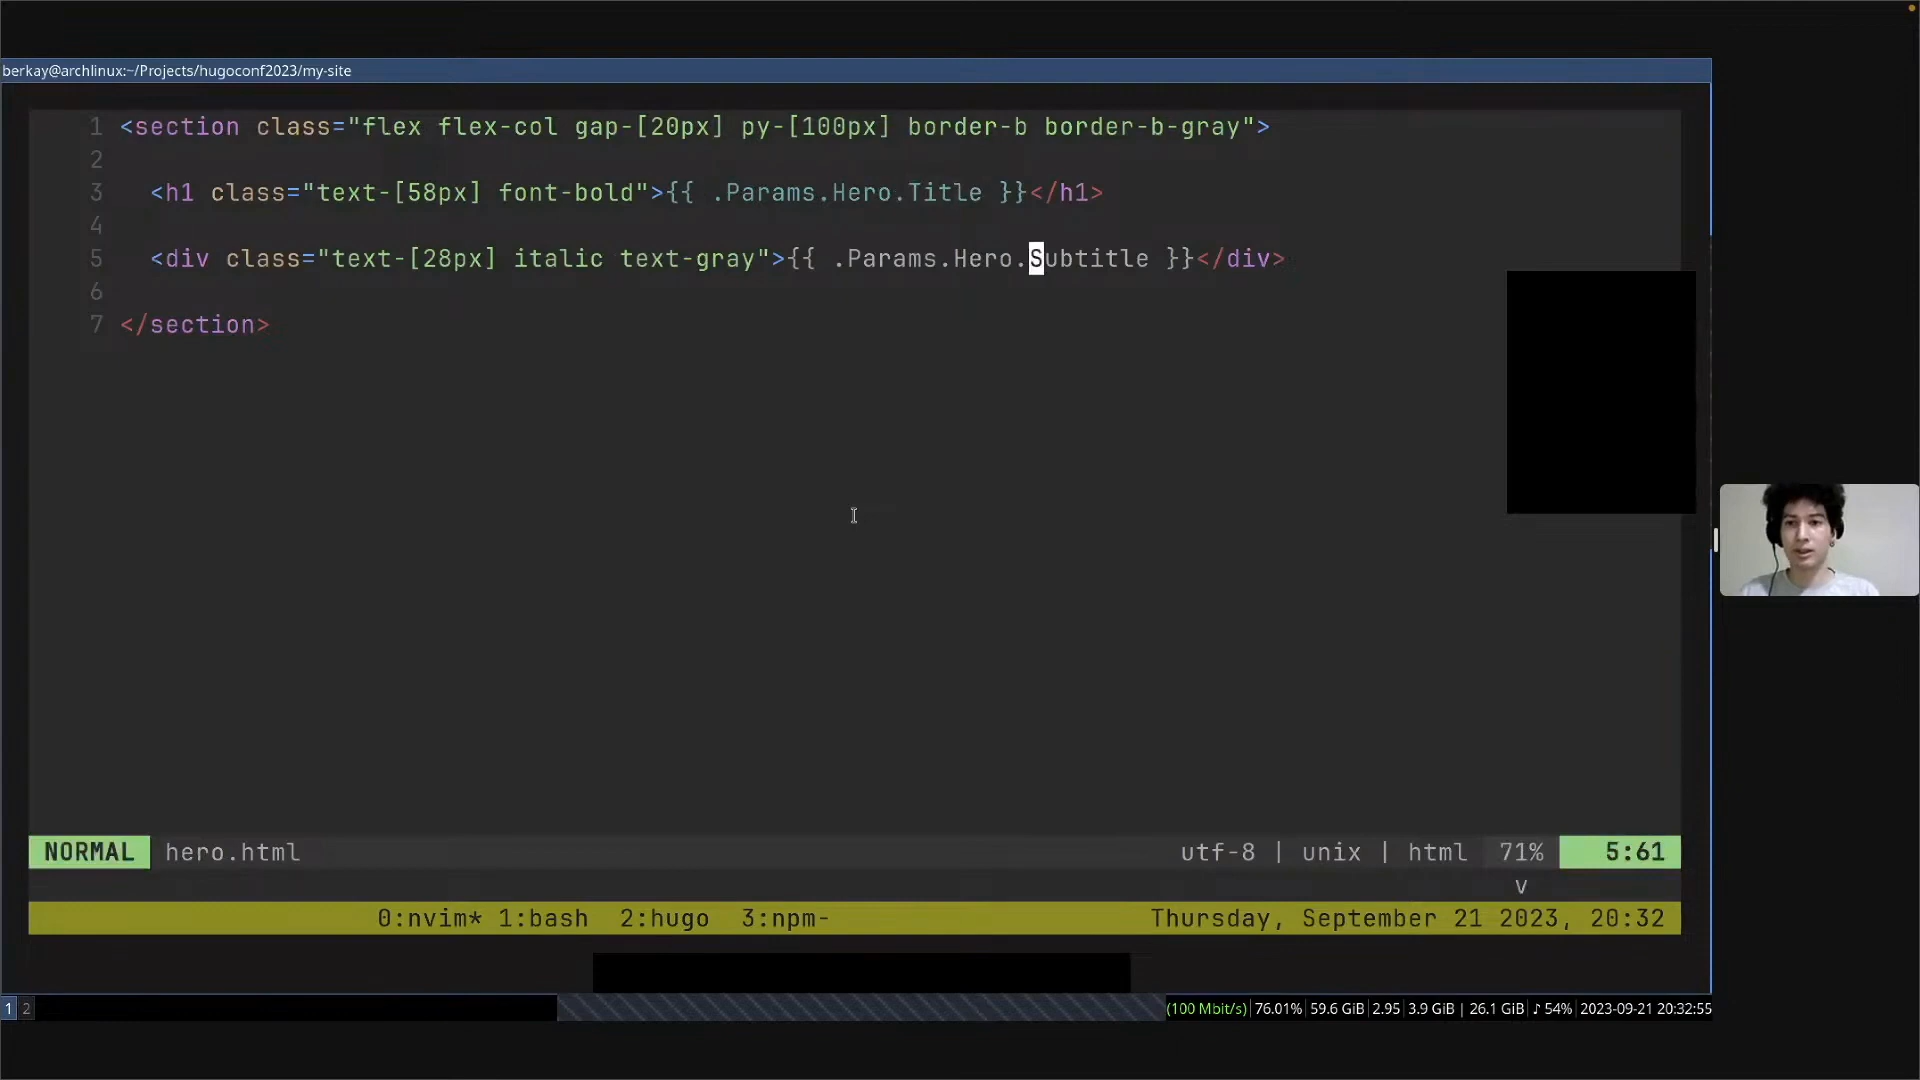 berkay@archlinux:~/Projects/hugoconf2023/my-site
1 <section class="flex flex-col gap-[20px] py-[100px] border-b border-b-gray">
2
3   <h1 class="text-[58px] font-bold">{{ .Params.Hero.Title }}</h1>
4
5   <div class="text-[28px] italic text-gray">{{ .Params.Hero.Subtitle }}</div>
6
7 </section>
NORMAL hero.html utf-8 | unix | html 71% 5:61
v
0:nvim* 1:bash 2:hugo 3:npm- Thursday, September 21 2023, 20:32
1 2 (100 Mbit/s) 76.01% 59.6 GiB 2.95 3.9 GiB | 26.1 GiB ♪ 54% 2023-09-21 20:32:55